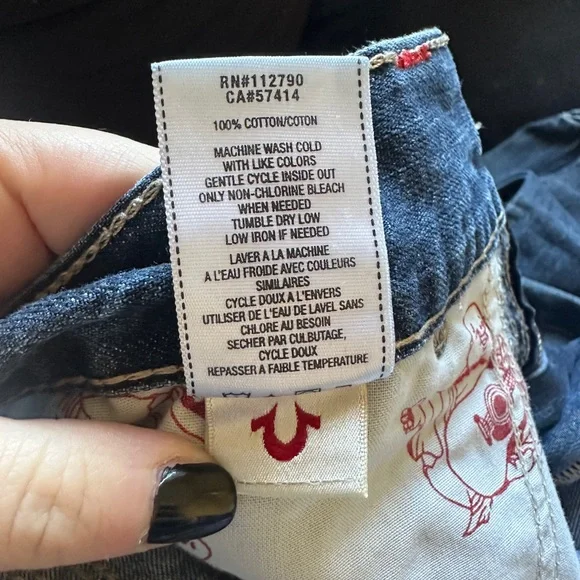 RN#112790
CA#57414
100% COTTON/COTON
MACHINE WASH COLD
WITH LIKE COLORS
GENTLE CYCLE INSIDE OUT
ONLY NON-CHLORINE BLEACH
WHEN NEEDED
TUMBLE DRY LOW
LOW IRON IF NEEDED
LAVER A LA MACHINE
A L'EAU FROIDE AVEC COULEURS
SIMILAIRES
CYCLE DOUX A L'ENVERS
UTILISER DE L'EAU DE LAVEL SANS
CHLORE AU BESOIN
SECHER PAR CULBUTAGE,
CYCLE DOUX
REPASSER A FAIBLE TEMPERATURE